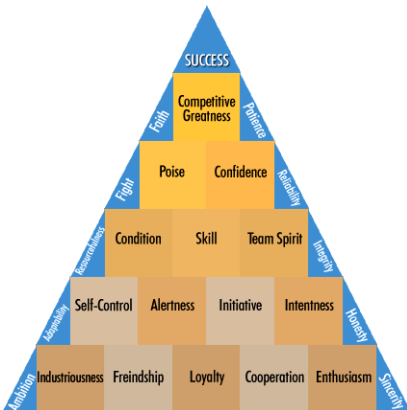 SUCCESS
Faith
Competitive
Greatness
Patience
Fight
Poise
Confidence
Reliability
Resourcefulness
Condition
Skill
Team Spirit
Integrity
Adaptability
Self-Control
Alertness
Initiative
Intentness
Honesty
Ambition
Industriousness
Freindship
Loyalty
Cooperation
Enthusiasm
Sincerity